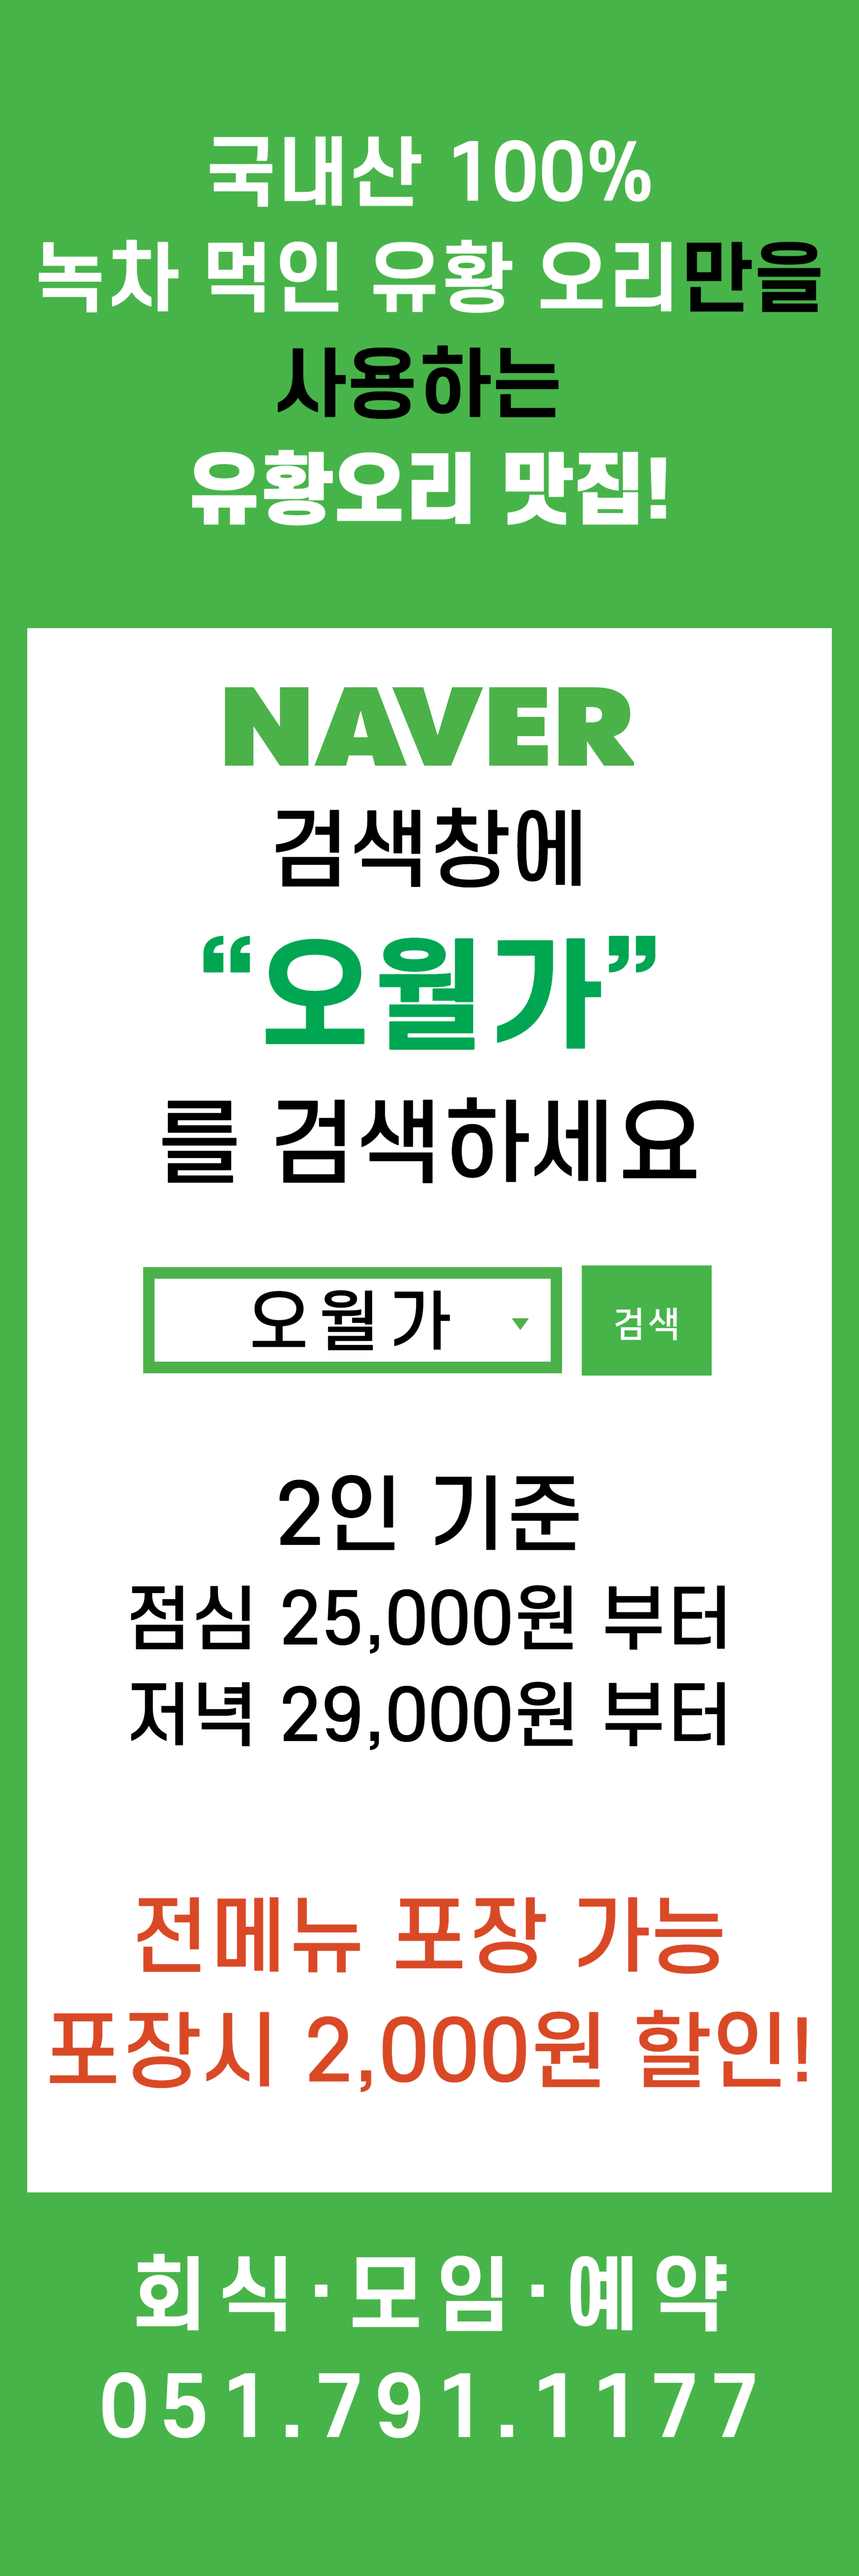 국내산 100%
녹차 먹인 유황 오리만을
사용하는
유황오리 맛집!
NAVER
검색창에
“오월가”
를 검색하세요
오월가 검색
2인 기준
점심 25,000원 부터
저녁 29,000원 부터
전메뉴 포장 가능
포장시 2,000원 할인!
회식·모임·예약
051.791.1177